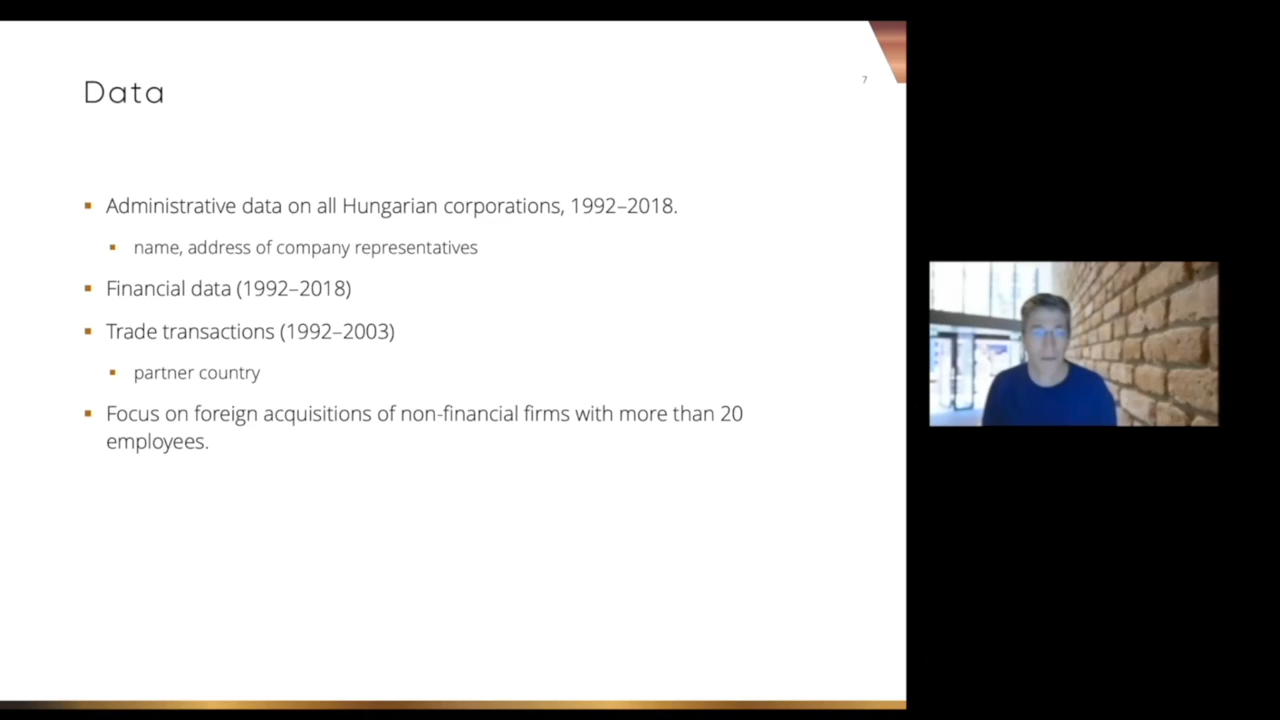 7
Data
Administrative data on all Hungarian corporations, 1992–2018.
name, address of company representatives
Financial data (1992–2018)
Trade transactions (1992–2003)
partner country
Focus on foreign acquisitions of non-financial firms with more than 20
employees.